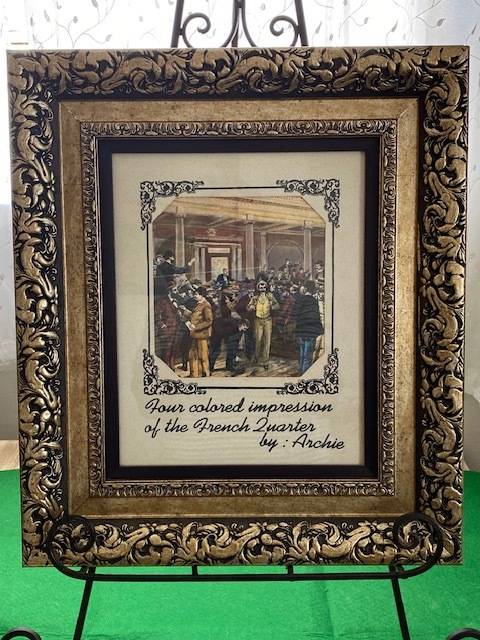 Four colored impression
of the French Quarter
by : Archie